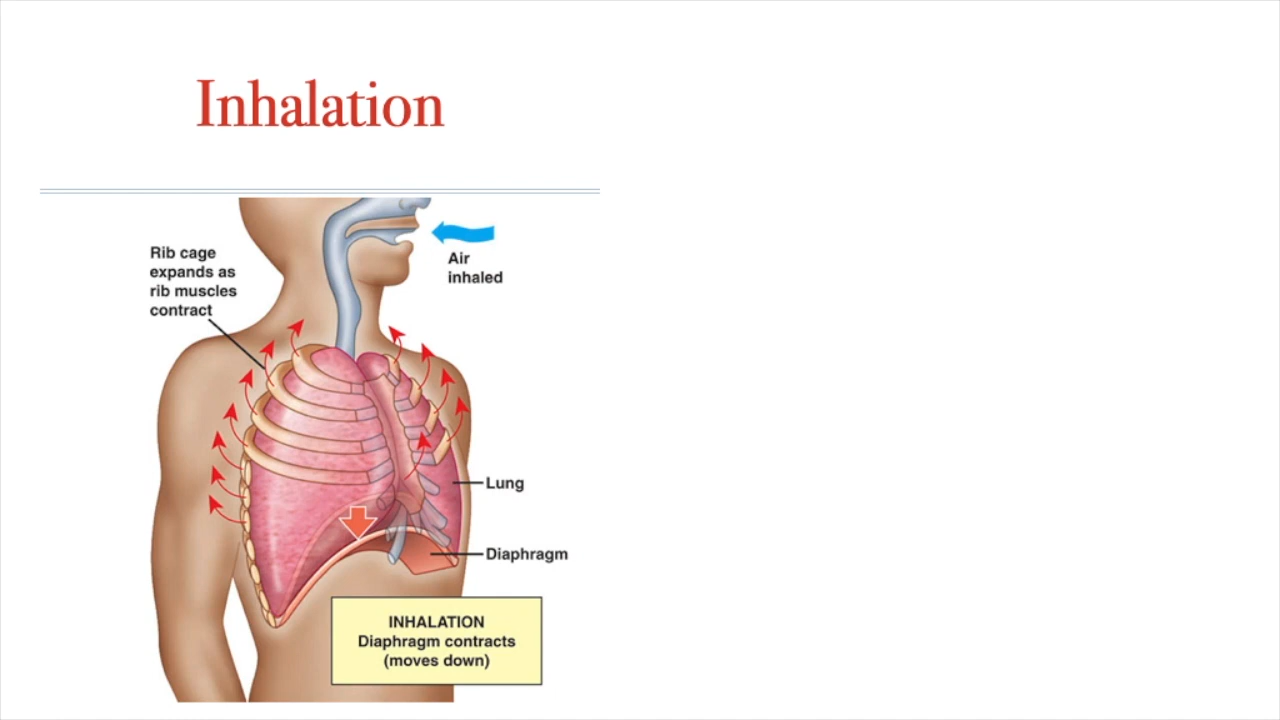 Inhalation
Rib cage
expands as
rib muscles
contract
Air
inhaled
Lung
Diaphragm
INHALATION
Diaphragm contracts
(moves down)